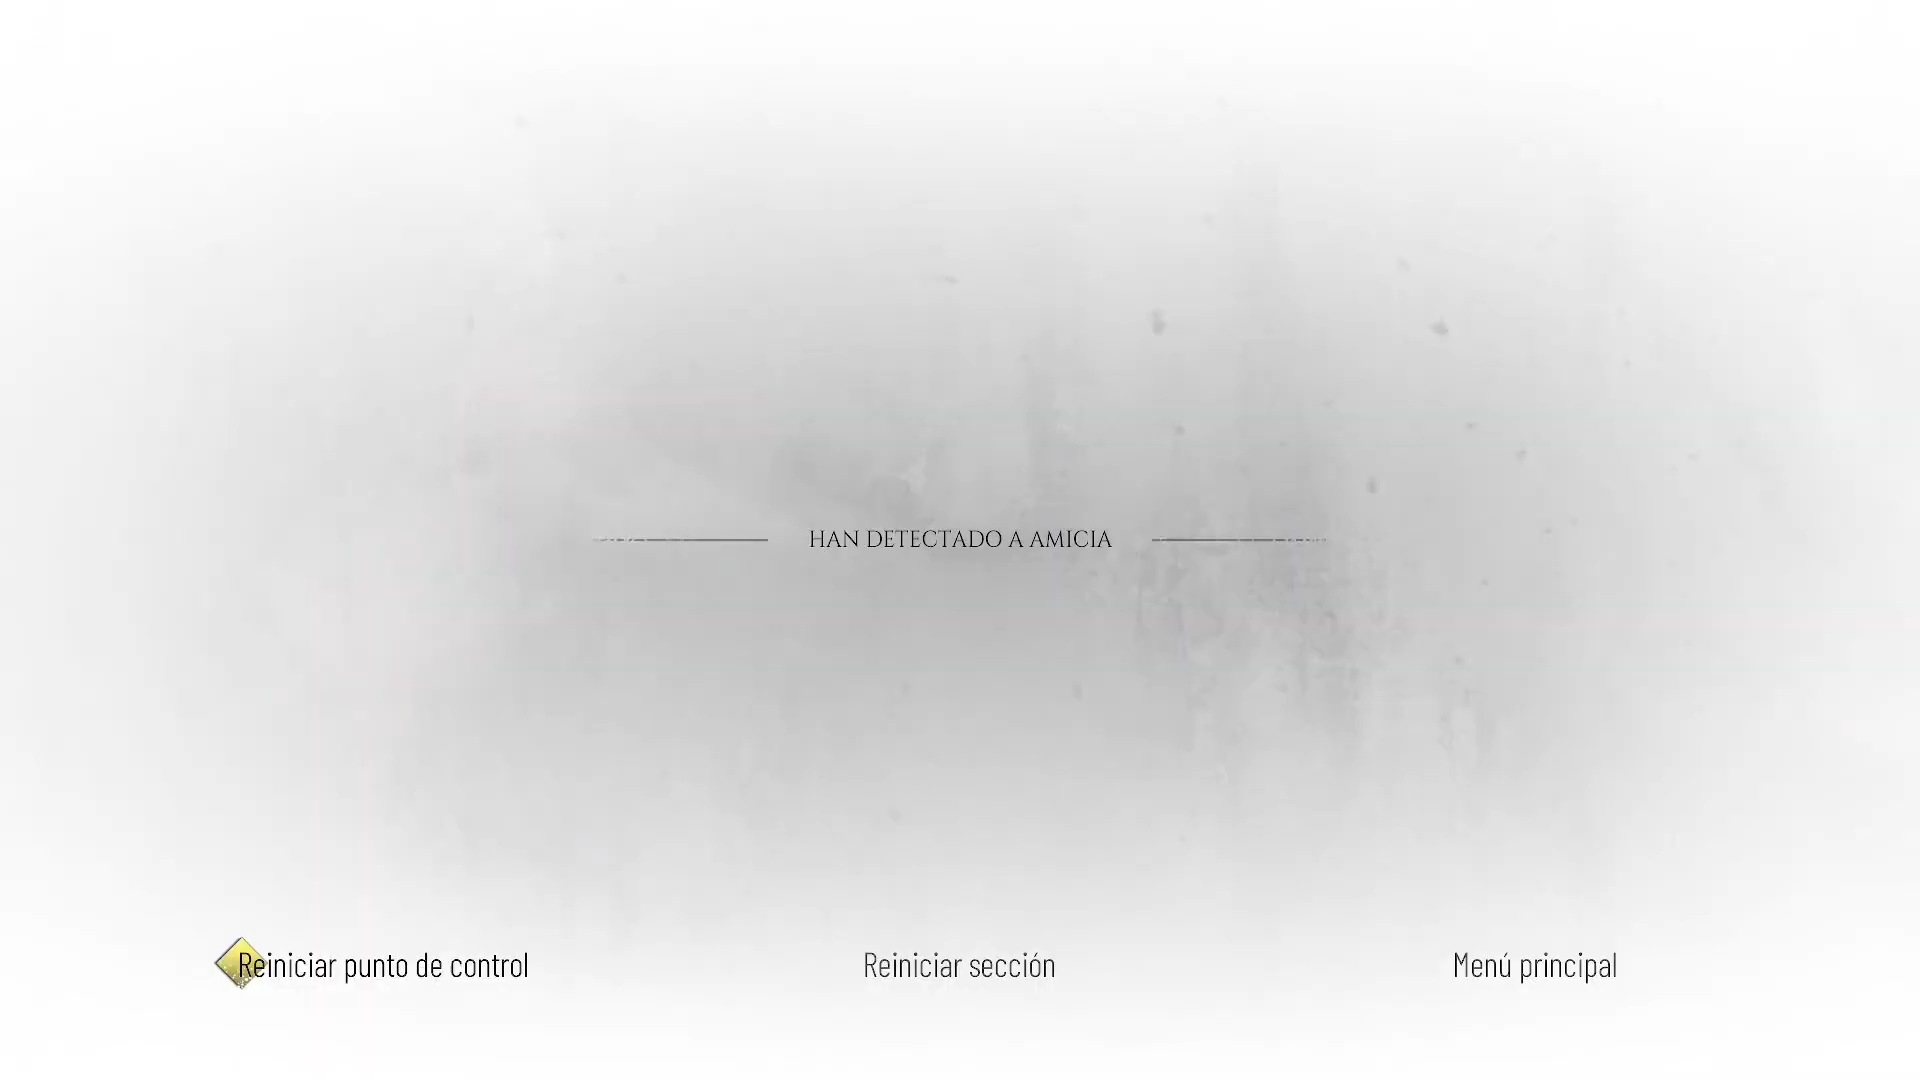 HAN DETECTADO A AMICIA
Reiniciar punto de control
Reiniciar sección
Menú principal